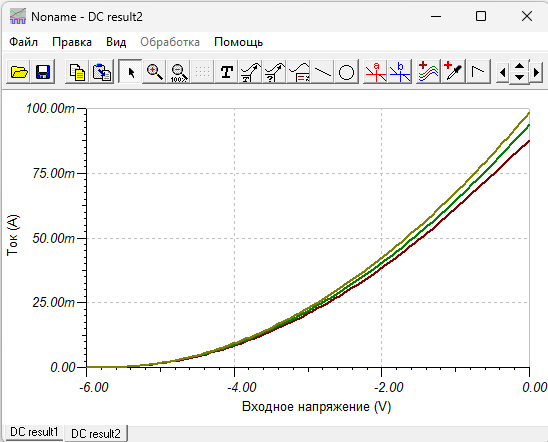 Noname - DC result2
Файл Правка Вид Обработка Помощь
100% T T ? a b
100.00m
75.00m
Ток (A)
50.00m
25.00m
0.00
-6.00 -4.00 -2.00 0.00
Входное напряжение (V)
DC result1 DC result2